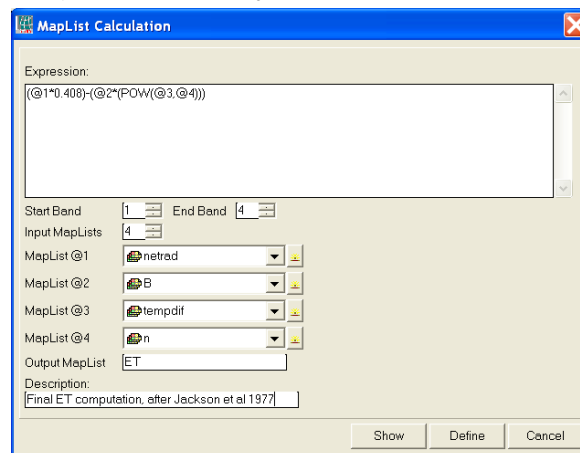 MapList Calculation
Expression:
(@1*0.408)-(@2*(POW(@3,@4)))
Start Band 1 End Band 4
Input MapLists 4
MapList @1 netrad
MapList @2 B
MapList @3 tempdif
MapList @4 n
Output MapList ET
Description:
Final ET computation, after Jackson et al 1977
Show Define Cancel